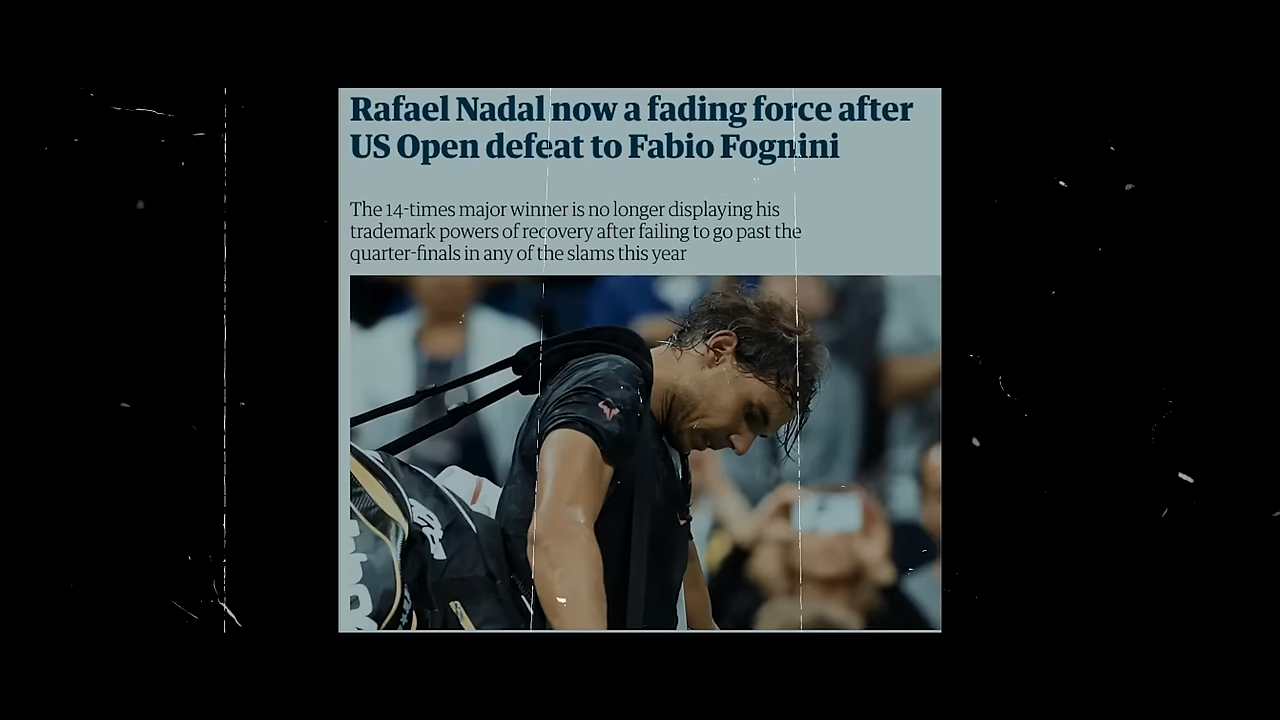 Rafael Nadal now a fading force after
US Open defeat to Fabio Fognini
The 14-times major winner is no longer displaying his
trademark powers of recovery after failing to go past the
quarter-finals in any of the slams this year